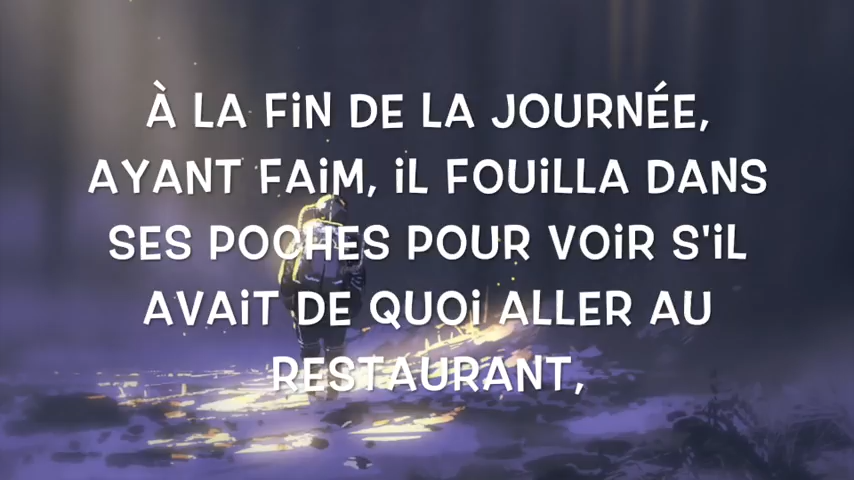 À LA FIN DE LA JOURNÉE,
AYANT FAIM, IL FOUILLA DANS
SES POCHES POUR VOIR S'IL
AVAIT DE QUOI ALLER AU
RESTAURANT,